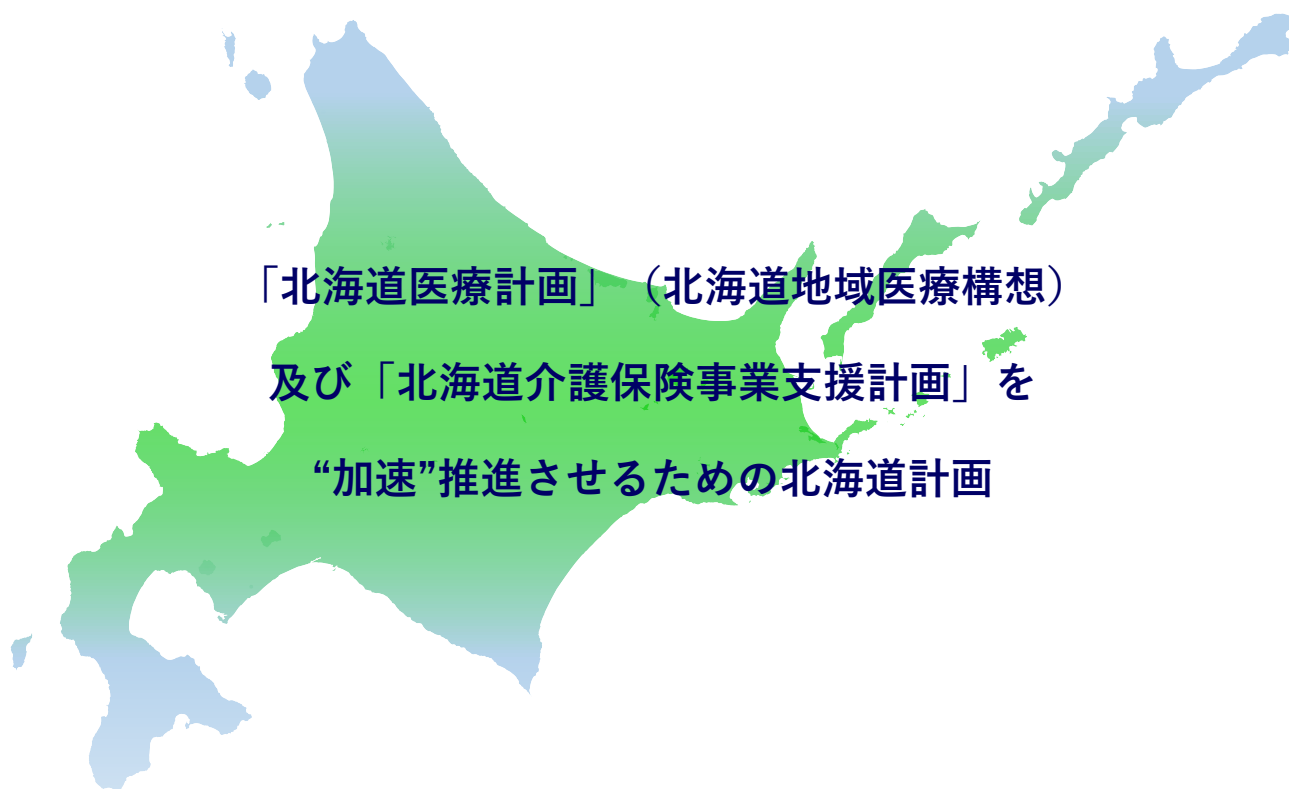 「北海道医療計画」（北海道地域医療構想）
及び「北海道介護保険事業支援計画」を
“加速”推進させるための北海道計画